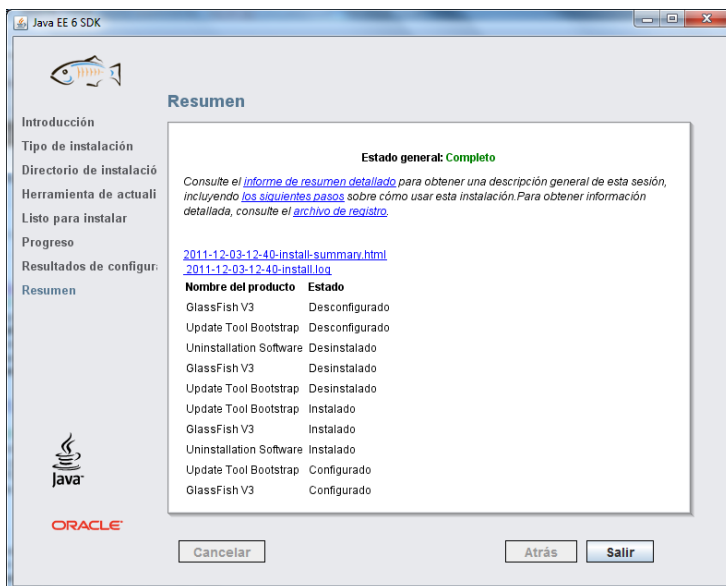 Java EE 6 SDK
Resumen
Introducción
Tipo de instalación
Directorio de instalació
Herramienta de actuali
Listo para instalar
Progreso
Resultados de configura
Resumen
Estado general: Completo
Consulte el informe de resumen detallado para obtener una descripción general de esta sesión,
incluyendo los siguientes pasos sobre cómo usar esta instalación.Para obtener información
detallada, consulte el archivo de registro.
2011-12-03-12-40-install-summary.html
2011-12-03-12-40-install.log
Nombre del producto Estado
GlassFish V3 Desconfigurado
Update Tool Bootstrap Desconfigurado
Uninstallation Software Desinstalado
GlassFish V3 Desinstalado
Update Tool Bootstrap Desinstalado
Update Tool Bootstrap Instalado
GlassFish V3 Instalado
Uninstallation Software Instalado
Update Tool Bootstrap Configurado
GlassFish V3 Configurado
Java
ORACLE
Cancelar
Atrás
Salir